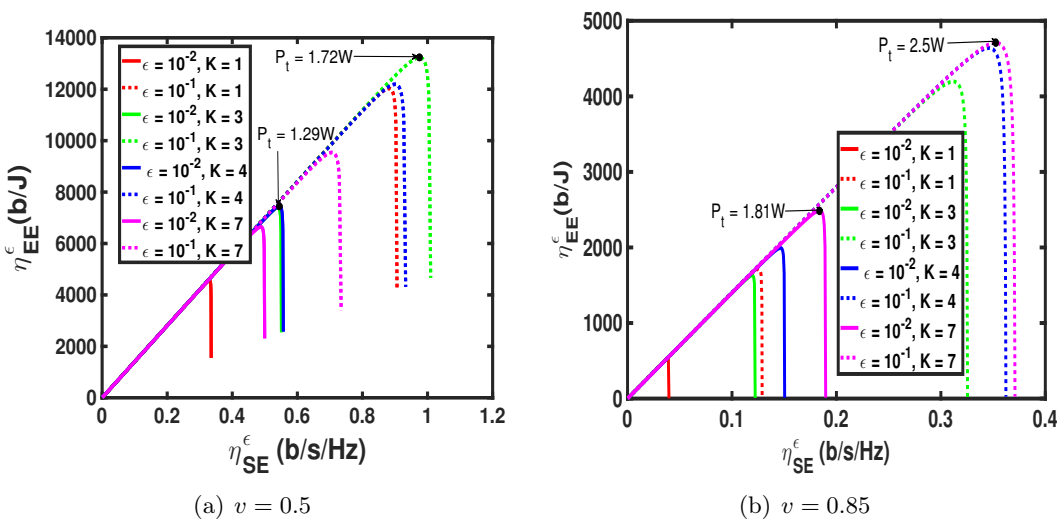 14000
12000
10000
8000
6000
4000
2000
0
η_EE^ϵ (b/J)
ϵ = 10^-2, K = 1
ϵ = 10^-1, K = 1
ϵ = 10^-2, K = 3
ϵ = 10^-1, K = 3
ϵ = 10^-2, K = 4
ϵ = 10^-1, K = 4
ϵ = 10^-2, K = 7
ϵ = 10^-1, K = 7
P_t = 1.72W
P_t = 1.29W
0 0.2 0.4 0.6 0.8 1 1.2
η_SE^ϵ (b/s/Hz)
(a) v = 0.5
5000
4000
3000
2000
1000
0
η_EE^ϵ (b/J)
P_t = 2.5W
P_t = 1.81W
ϵ = 10^-2, K = 1
ϵ = 10^-1, K = 1
ϵ = 10^-2, K = 3
ϵ = 10^-1, K = 3
ϵ = 10^-2, K = 4
ϵ = 10^-1, K = 4
ϵ = 10^-2, K = 7
ϵ = 10^-1, K = 7
0 0.1 0.2 0.3 0.4
η_SE^ϵ (b/s/Hz)
(b) v = 0.85